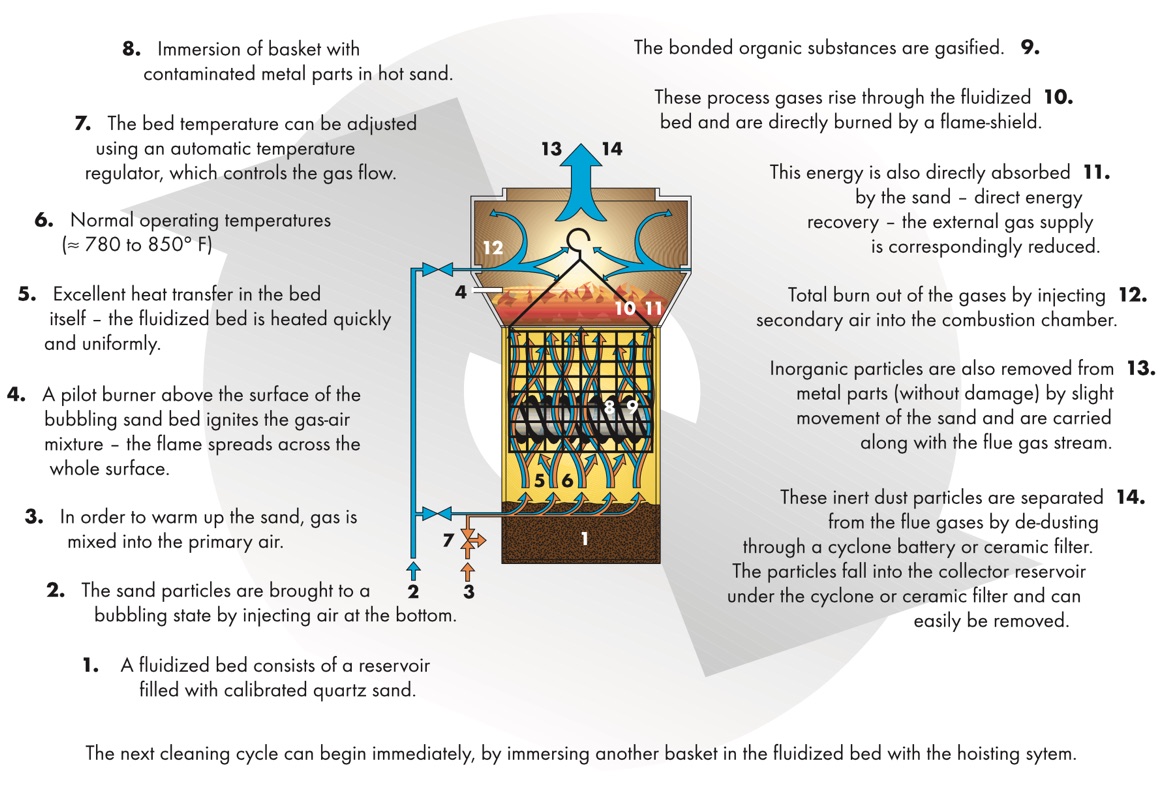 8. Immersion of basket with
contaminated metal parts in hot sand.
7. The bed temperature can be adjusted
using an automatic temperature
regulator, which controls the gas flow.
6. Normal operating temperatures
(≈ 780 to 850° F)
5. Excellent heat transfer in the bed
itself – the fluidized bed is heated quickly
and uniformly.
4. A pilot burner above the surface of the
bubbling sand bed ignites the gas-air
mixture – the flame spreads across the
whole surface.
3. In order to warm up the sand, gas is
mixed into the primary air.
2. The sand particles are brought to a
bubbling state by injecting air at the bottom.
1. A fluidized bed consists of a reservoir
filled with calibrated quartz sand.
13 14
12
4
10 11
8 9
5 6
7
1
2 3
The bonded organic substances are gasified. 9.
These process gases rise through the fluidized 10.
bed and are directly burned by a flame-shield.
This energy is also directly absorbed 11.
by the sand – direct energy
recovery – the external gas supply
is correspondingly reduced.
Total burn out of the gases by injecting 12.
secondary air into the combustion chamber.
Inorganic particles are also removed from 13.
metal parts (without damage) by slight
movement of the sand and are carried
along with the flue gas stream.
These inert dust particles are separated 14.
from the flue gases by de-dusting
through a cyclone battery or ceramic filter.
The particles fall into the collector reservoir
under the cyclone or ceramic filter and can
easily be removed.
The next cleaning cycle can begin immediately, by immersing another basket in the fluidized bed with the hoisting sytem.